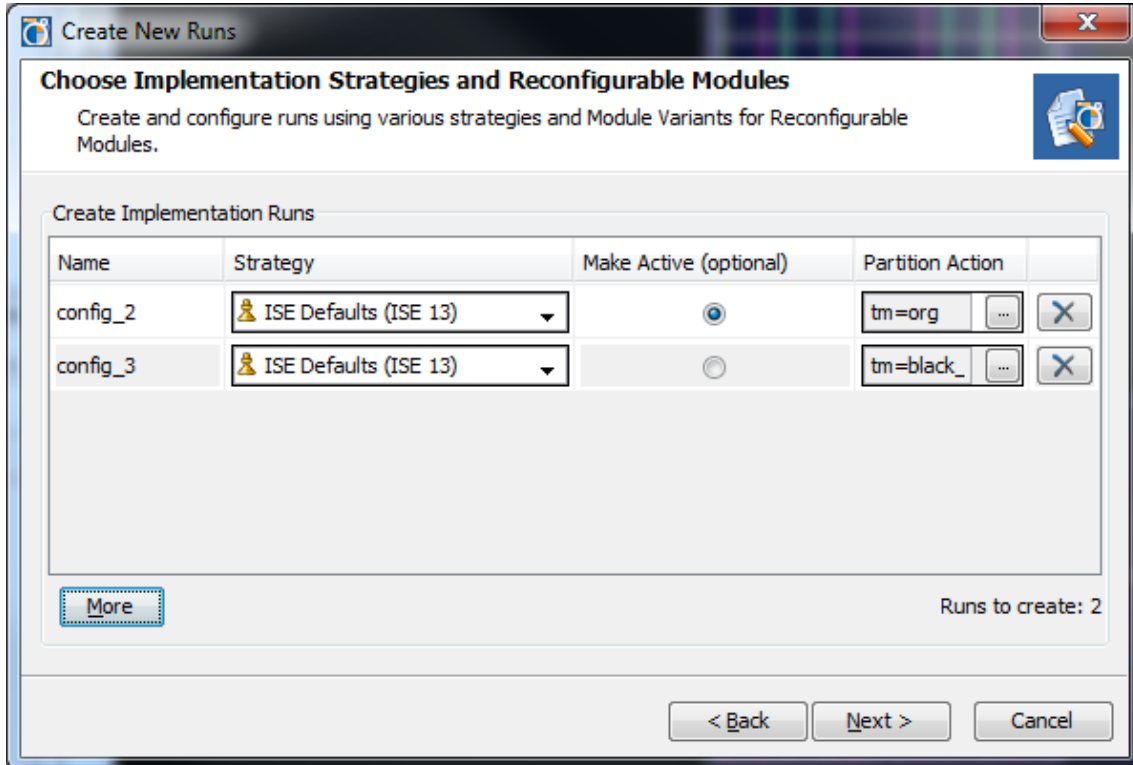 Create New Runs
Choose Implementation Strategies and Reconfigurable Modules
Create and configure runs using various strategies and Module Variants for Reconfigurable
Modules.
Create Implementation Runs
Name Strategy Make Active (optional) Partition Action
config_2 ISE Defaults (ISE 13) tm=org ...
config_3 ISE Defaults (ISE 13) tm=black_ ...
More Runs to create: 2
< Back Next > Cancel